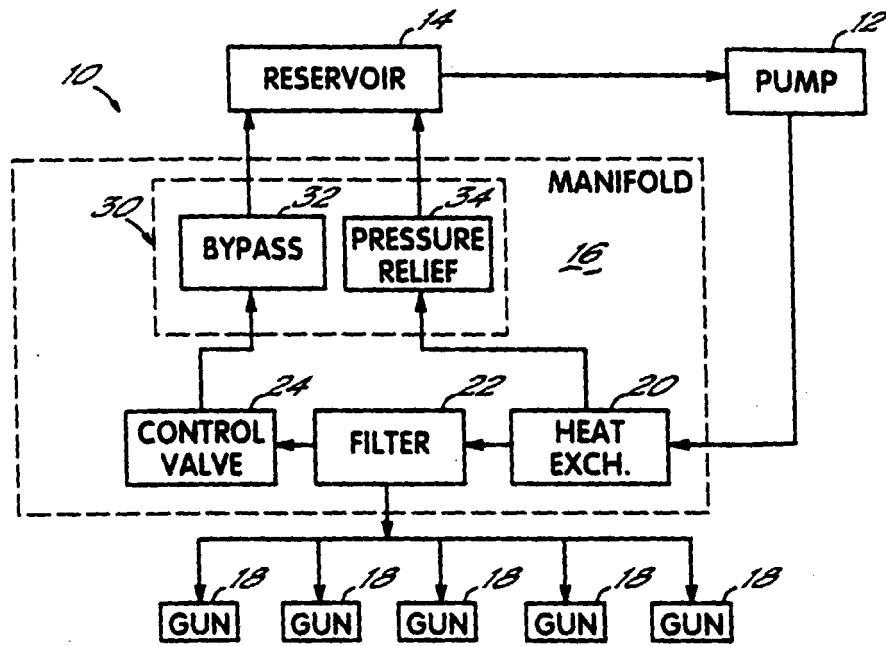 14
12
10
RESERVOIR
PUMP
MANIFOLD
30
32
34
BYPASS
PRESSURE
RELIEF
16
24
22
20
CONTROL
VALVE
FILTER
HEAT
EXCH.
18
18
18
18
18
GUN
GUN
GUN
GUN
GUN